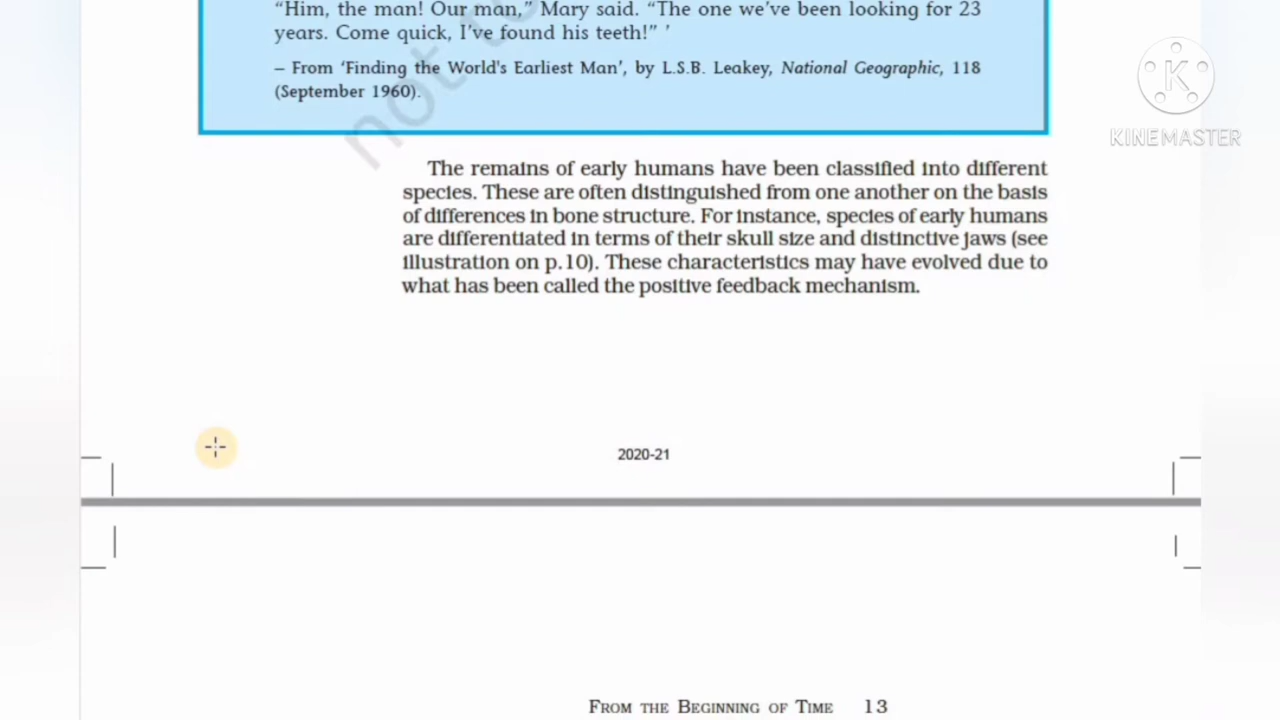 “Him, the man! Our man,” Mary said. “The one we’ve been looking for 23
years. Come quick, I’ve found his teeth!” ’
– From ‘Finding the World's Earliest Man’, by L.S.B. Leakey, National Geographic, 118
(September 1960).
KINEMASTER
The remains of early humans have been classified into different
species. These are often distinguished from one another on the basis
of differences in bone structure. For instance, species of early humans
are differentiated in terms of their skull size and distinctive jaws (see
illustration on p.10). These characteristics may have evolved due to
what has been called the positive feedback mechanism.
2020-21
FROM THE BEGINNING OF TIME 13